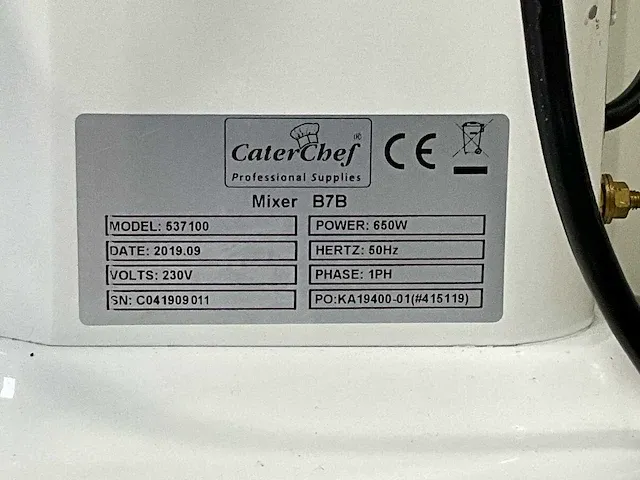 CaterChef ®
Professional Supplies
CE
Mixer B7B
MODEL: 537100
POWER: 650W
DATE: 2019.09
HERTZ: 50Hz
VOLTS: 230V
PHASE: 1PH
SN: C041909011
PO:KA19400-01(#415119)